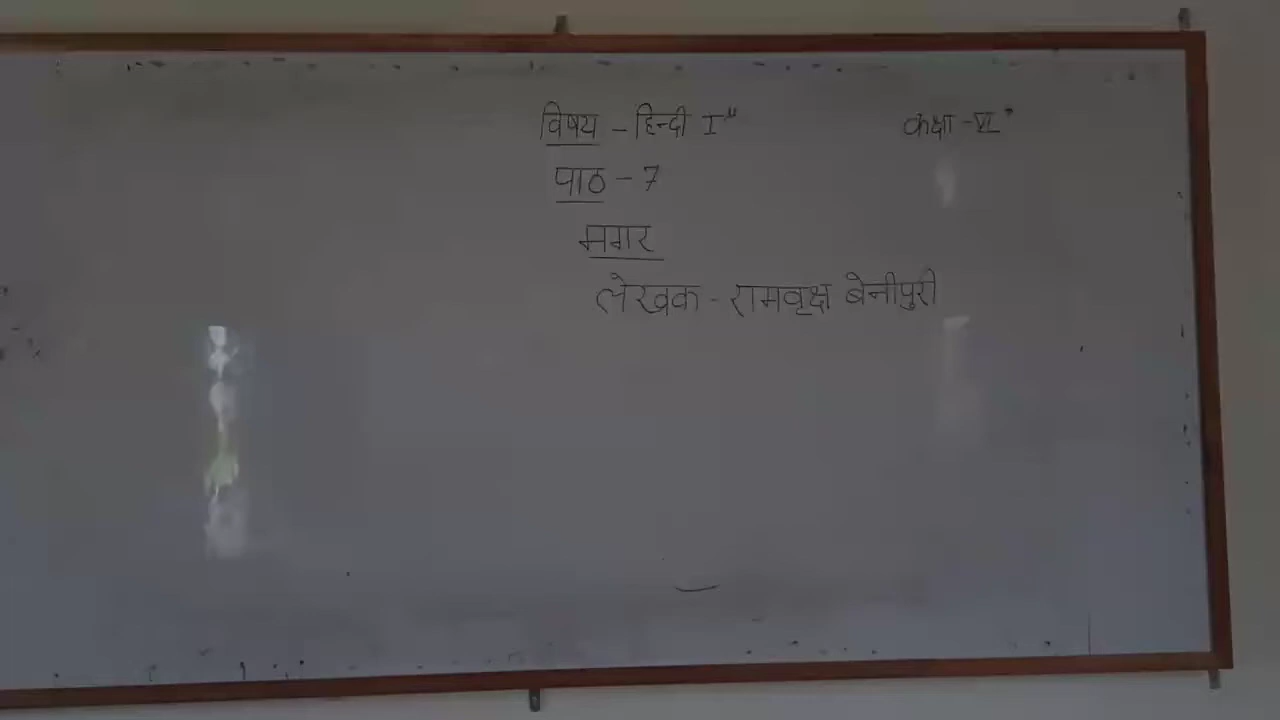 विषय - हिन्दी I" कक्षा - VI"
पाठ - 7
मगर
लेखक - रामवृक्ष बेनीपुरी